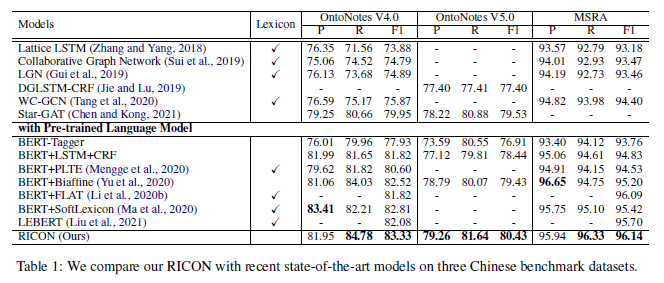 Models Lexicon OntoNotes V4.0 OntoNotes V5.0 MSRA
P R F1 P R F1 P R F1
Lattice LSTM (Zhang and Yang, 2018) ✓ 76.35 71.56 73.88 - - - 93.57 92.79 93.18
Collaborative Graph Network (Sui et al., 2019) ✓ 75.06 74.52 74.79 - - - 94.01 92.93 93.47
LGN (Gui et al., 2019) ✓ 76.13 73.68 74.89 - - - 94.19 92.73 93.46
DGLSTM-CRF (Jie and Lu, 2019) - - - 77.40 77.41 77.40 - - -
WC-GCN (Tang et al., 2020) ✓ 76.59 75.17 75.87 - - - 94.82 93.98 94.40
Star-GAT (Chen and Kong, 2021) 79.25 80.66 79.95 78.22 80.88 79.53 - - -
with Pre-trained Language Model
BERT-Tagger 76.01 79.96 77.93 73.59 80.55 76.91 93.40 94.12 93.76
BERT+LSTM+CRF 81.99 81.65 81.82 77.12 79.81 78.44 95.06 94.61 94.83
BERT+PLTE (Mengge et al., 2020) ✓ 79.62 81.82 80.60 - - - 94.91 94.15 94.53
BERT+Biaffine (Yu et al., 2020) 81.06 84.03 82.52 78.79 80.07 79.43 96.65 94.75 95.20
BERT+FLAT (Li et al., 2020b) ✓ - - 81.82 - - - - - 96.09
BERT+SoftLexicon (Ma et al., 2020) ✓ 83.41 82.21 82.81 - - - 95.75 95.10 95.42
LEBERT (Liu et al., 2021) ✓ - - 82.08 - - - - - 95.70
RICON (Ours) 81.95 84.78 83.33 79.26 81.64 80.43 95.94 96.33 96.14
Table 1: We compare our RICON with recent state-of-the-art models on three Chinese benchmark datasets.